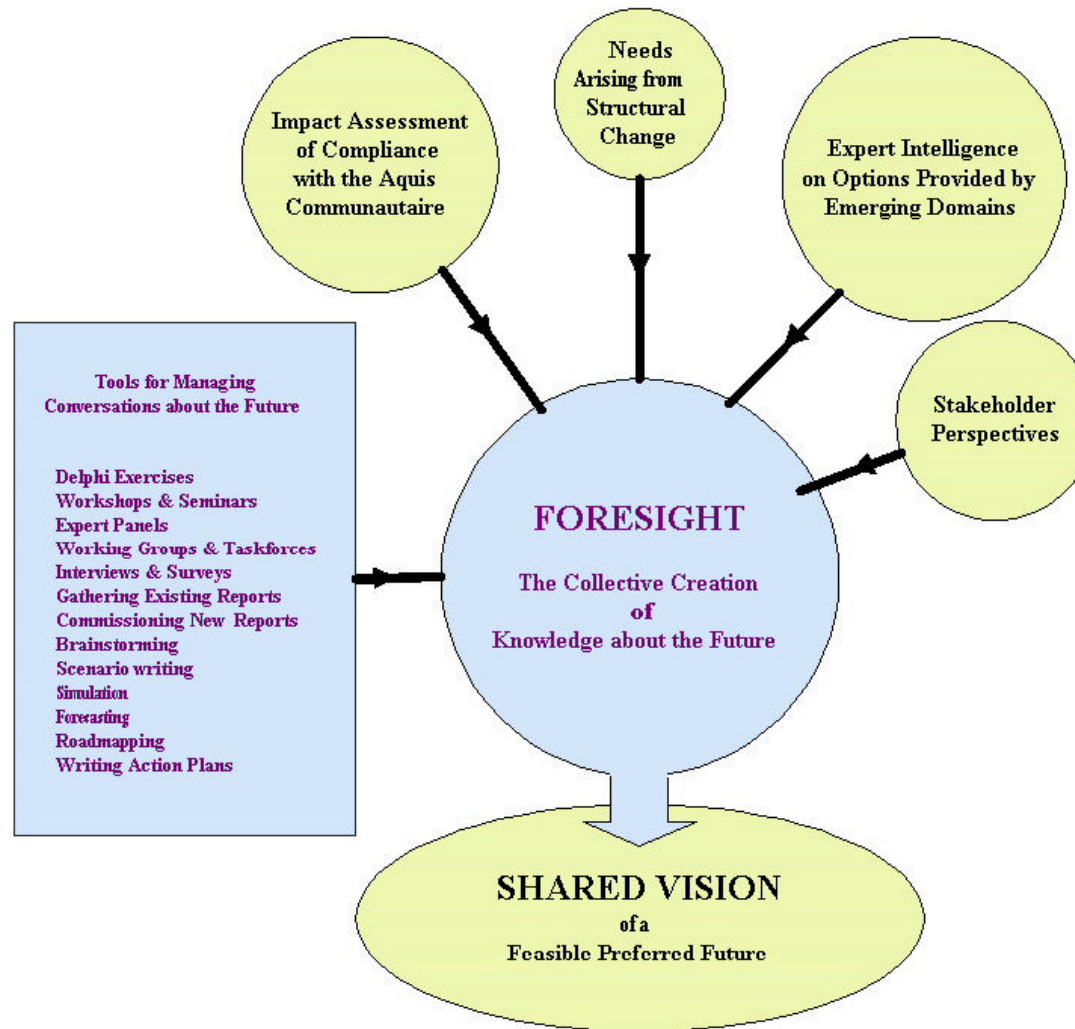 Impact Assessment
of Compliance
with the Aquis
Communautaire
Needs
Arising from
Structural
Change
Expert Intelligence
on Options Provided by
Emerging Domains
Stakeholder
Perspectives
Tools for Managing
Conversations about the Future
Delphi Exercises
Workshops & Seminars
Expert Panels
Working Groups & Taskforces
Interviews & Surveys
Gathering Existing Reports
Commissioning New Reports
Brainstorming
Scenario writing
Simulation
Forecasting
Roadmapping
Writing Action Plans
FORESIGHT
The Collective Creation
of
Knowledge about the Future
SHARED VISION
of a
Feasible Preferred Future